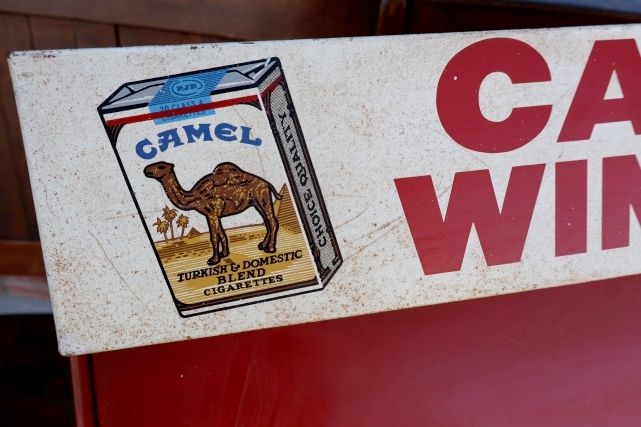 RJR
20 CLASS A
CIGARETTES
CAMEL
CHOICE QUALITY
TURKISH & DOMESTIC
BLEND
CIGARETTES
CA
WIN